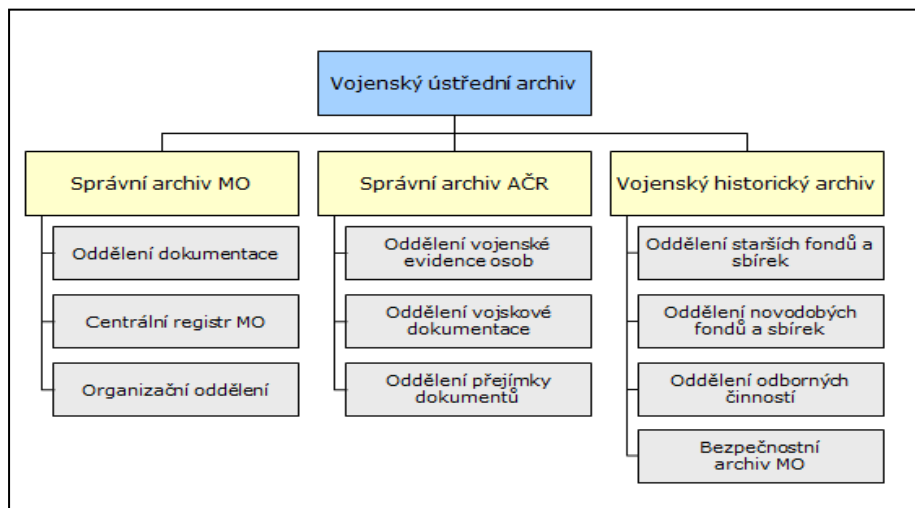 Vojenský ústřední archiv
Správní archiv MO
Oddělení dokumentace
Centrální registr MO
Organizační oddělení
Správní archiv AČR
Oddělení vojenské
evidence osob
Oddělení vojskové
dokumentace
Oddělení přejímky
dokumentů
Vojenský historický archiv
Oddělení starších fondů a
sbírek
Oddělení novodobých
fondů a sbírek
Oddělení odborných
činností
Bezpečnostní
archiv MO